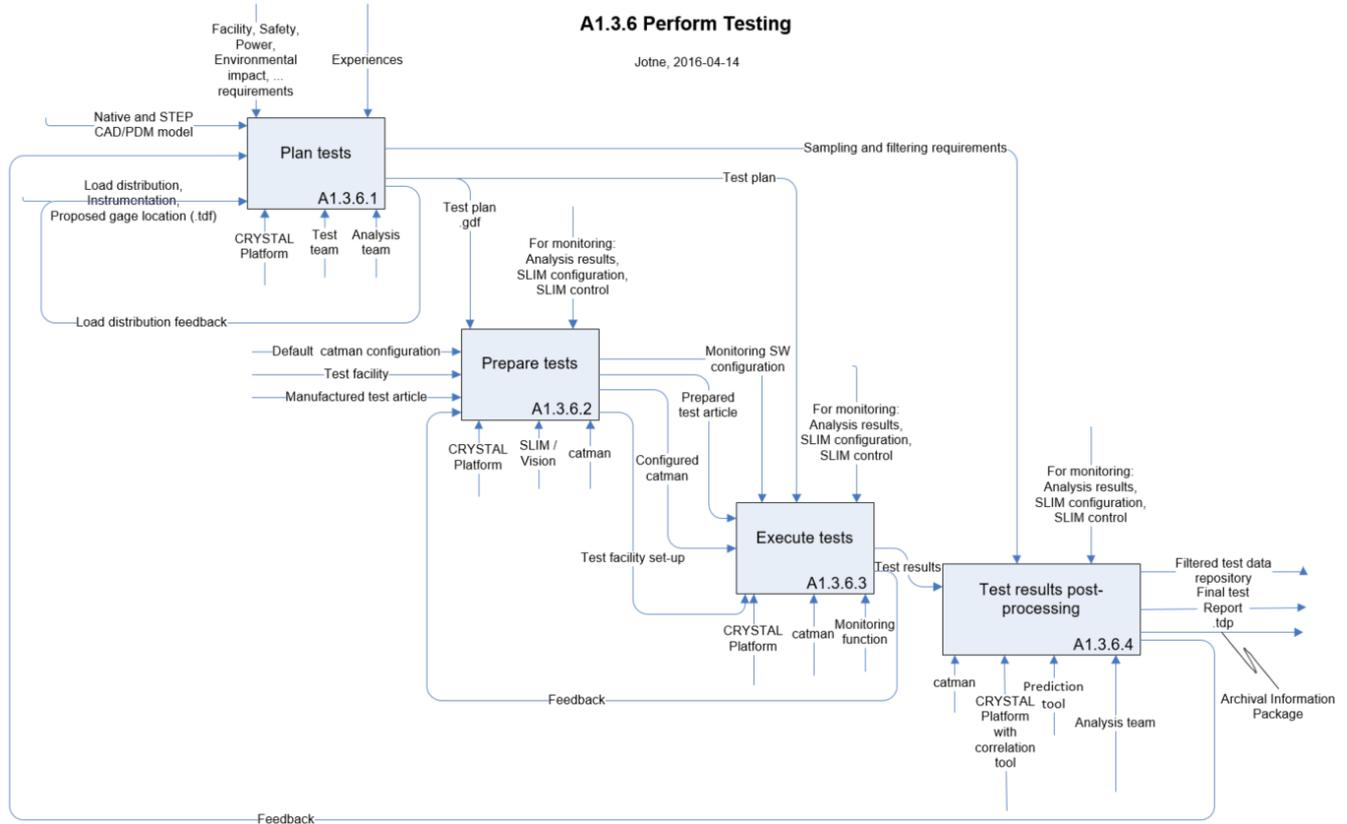 A1.3.6 Perform Testing
Jotne, 2016-04-14
Facility, Safety,
Power,
Environmental
impact, ...
requirements
Experiences
Native and STEP
CAD/PDM model
Plan tests
A1.3.6.1
Load distribution,
Instrumentation,
Proposed gage location (.tdf)
CRYSTAL
Platform
Test
team
Analysis
team
Load distribution feedback
Sampling and filtering requirements
Test plan
Test plan
.gdf
For monitoring:
Analysis results,
SLIM configuration,
SLIM control
Default  catman configuration
Test facility
Manufactured test article
Prepare tests
A1.3.6.2
CRYSTAL
Platform
SLIM /
Vision
catman
Monitoring SW
configuration
Prepared
test article
Configured
catman
Test facility set-up
For monitoring:
Analysis results,
SLIM configuration,
SLIM control
Execute tests
A1.3.6.3
CRYSTAL
Platform
catman
Monitoring
function
Feedback
Test results
For monitoring:
Analysis results,
SLIM configuration,
SLIM control
Test results post-
processing
A1.3.6.4
catman
CRYSTAL
Platform
with
correlation
tool
Prediction
tool
Analysis team
Filtered test data
repository
Final test
Report
.tdp
Archival Information
Package
Feedback